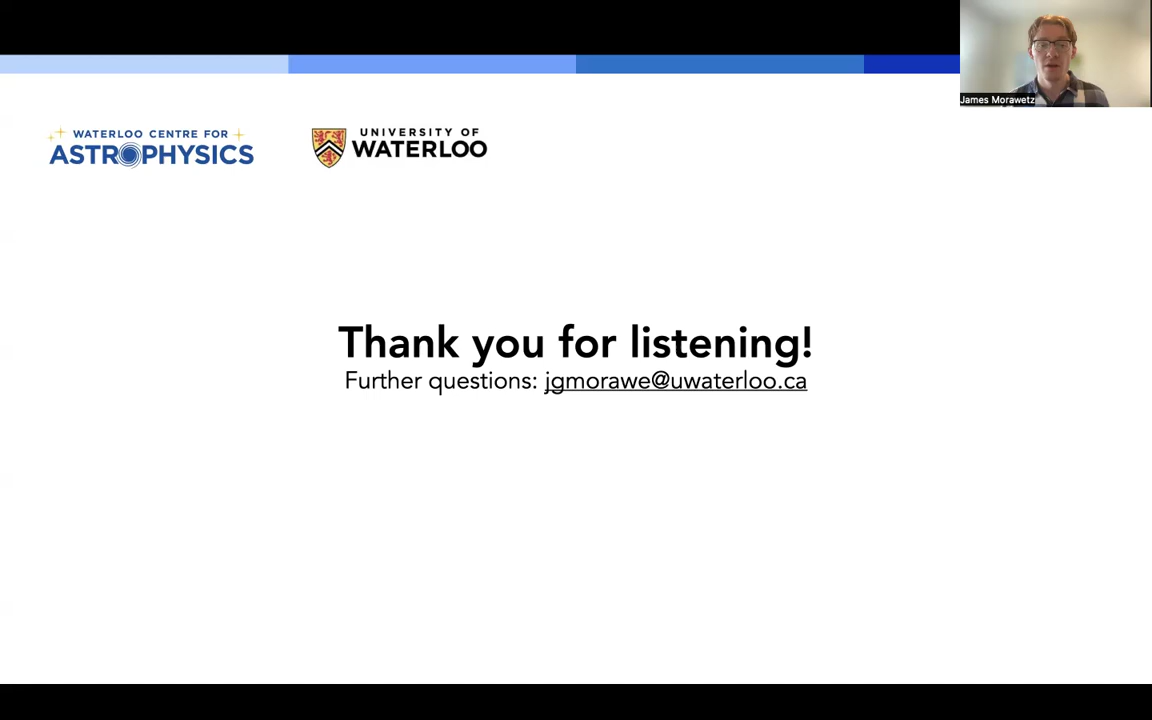 James Morawetz
WATERLOO CENTRE FOR
ASTROPHYSICS
UNIVERSITY OF
WATERLOO
Thank you for listening!
Further questions: jgmorawe@uwaterloo.ca